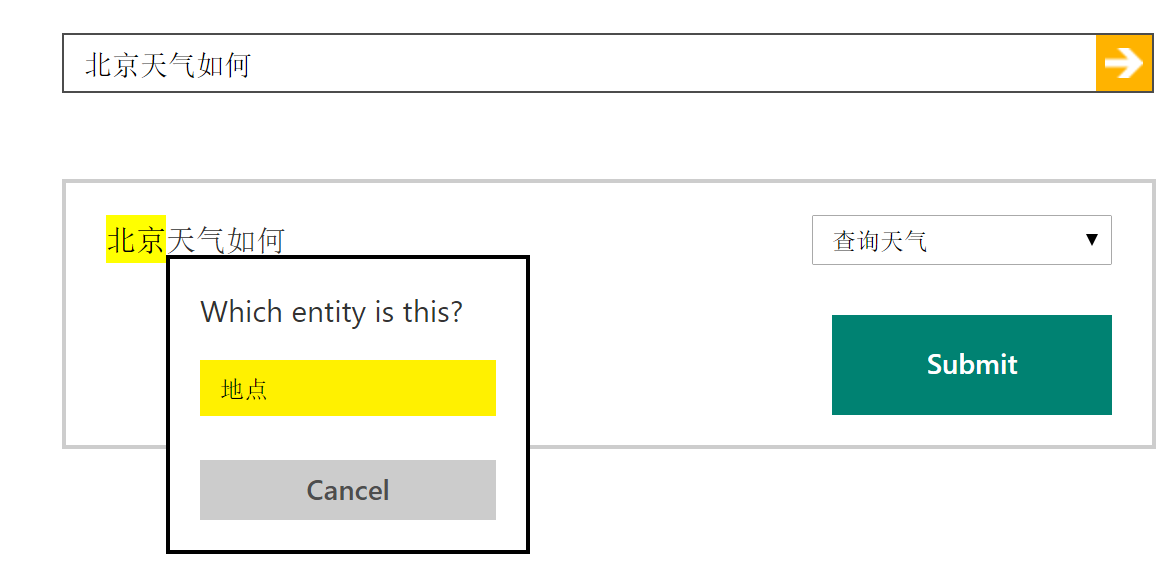 北京天气如何
北京天气如何
查询天气
Which entity is this?
地点
Submit
Cancel